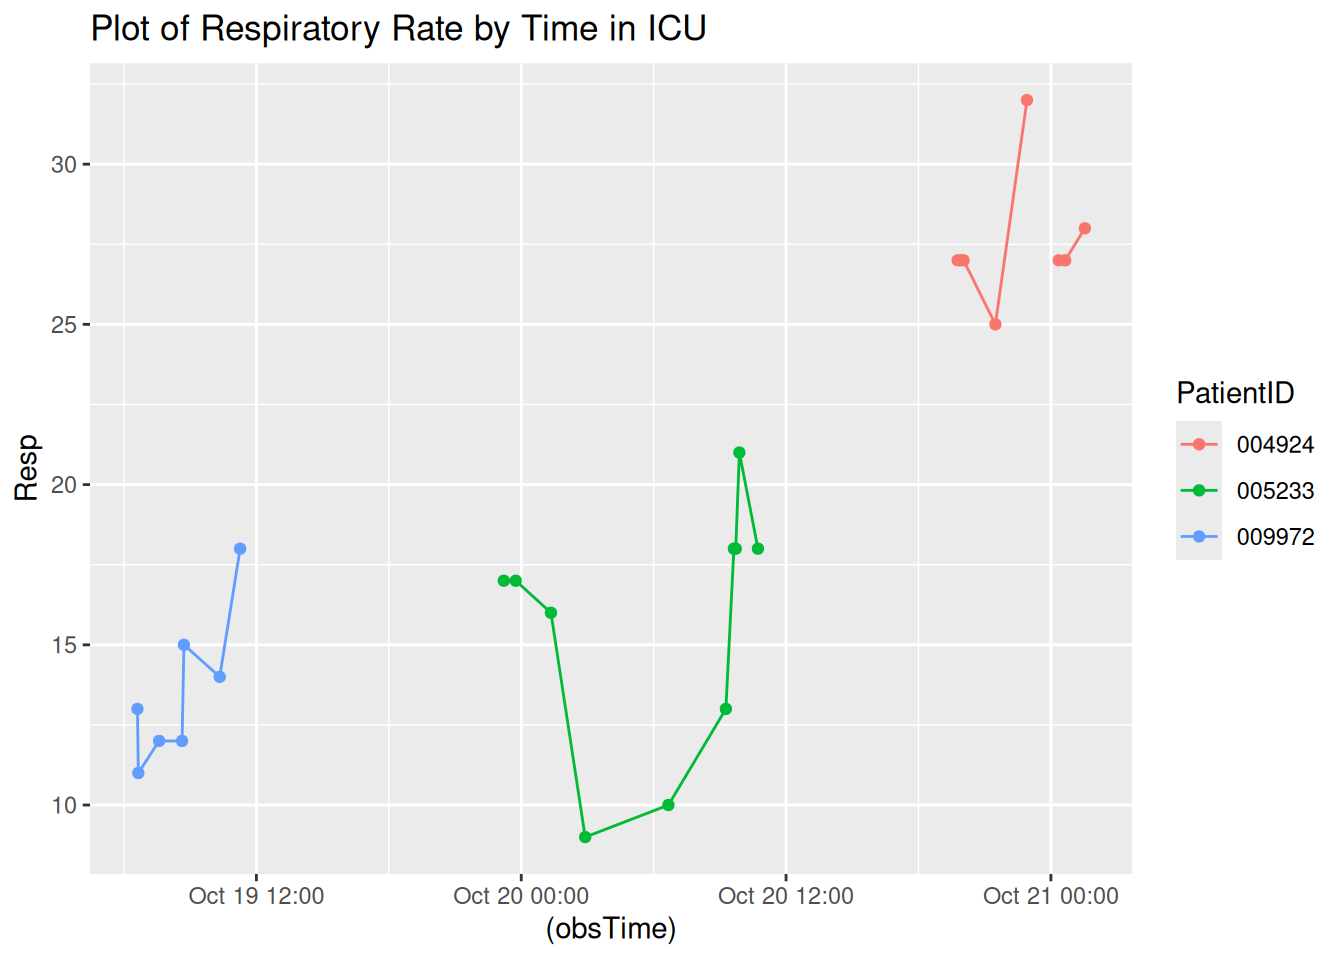 Plot of Respiratory Rate by Time in ICU
Resp
30
25
20
15
10
Oct 19 12:00
Oct 20 00:00
Oct 20 12:00
Oct 21 00:00
(obsTime)
PatientID
004924
005233
009972